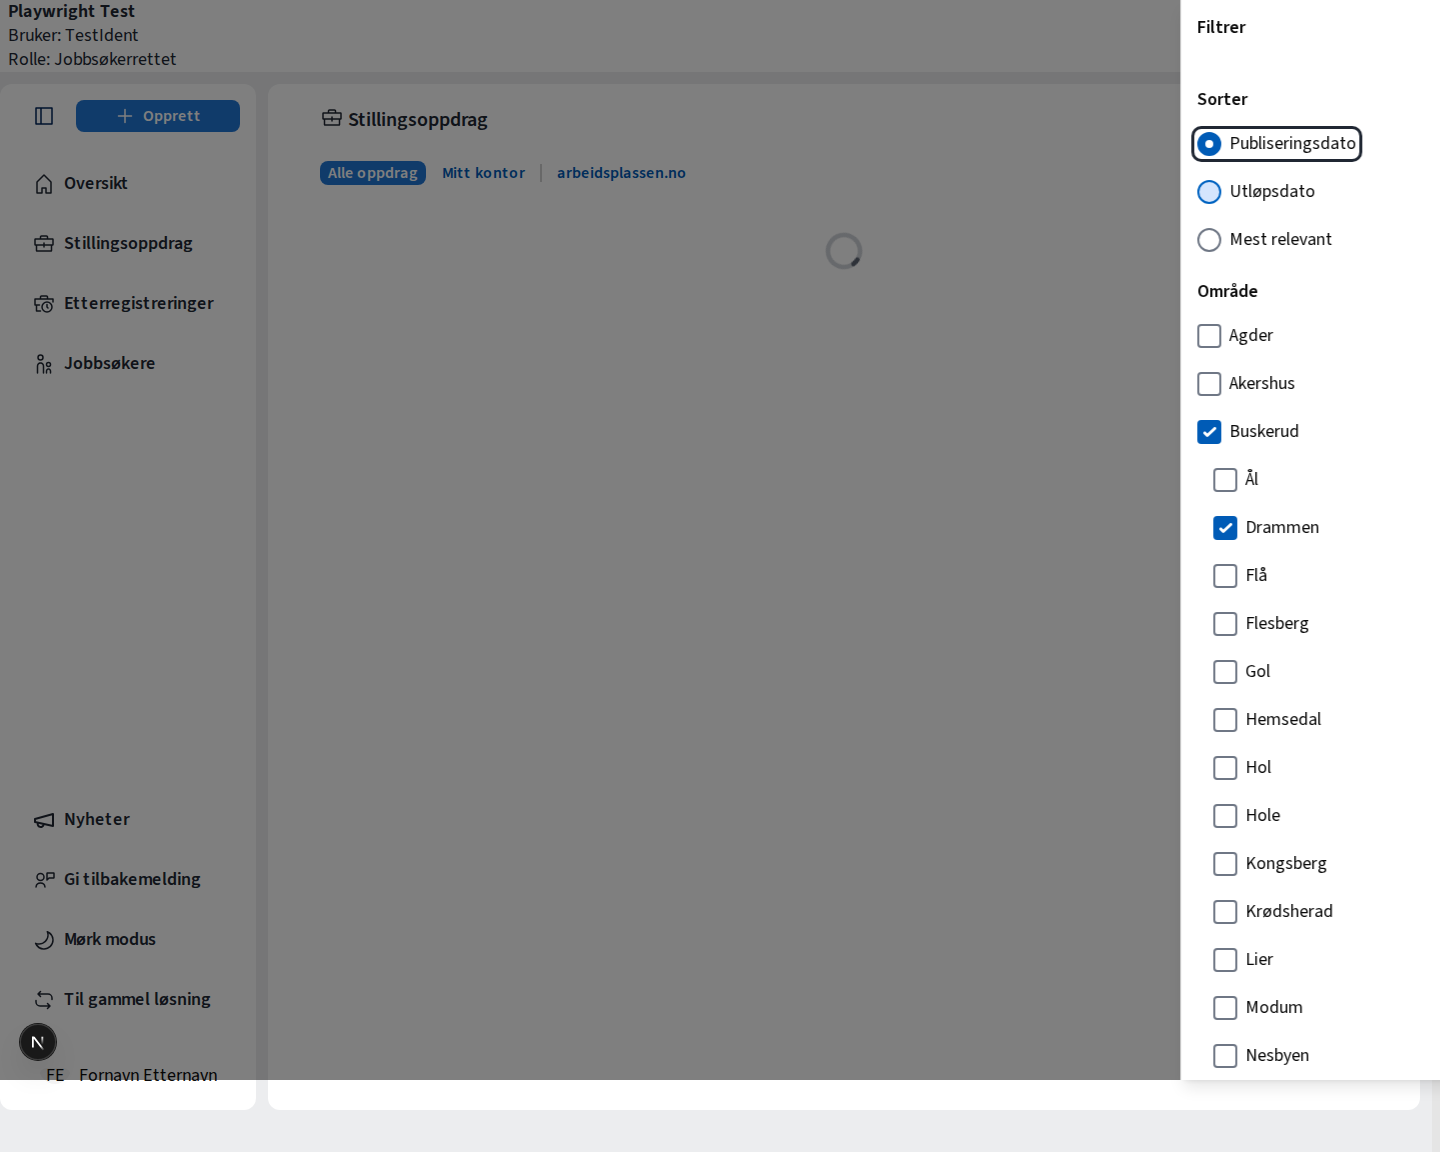 Playwright Test
Bruker: TestIdent
Rolle: Jobbsøkerrettet
Opprett
Oversikt
Stillingsoppdrag
Etterregistreringer
Jobbsøkere
Nyheter
Gi tilbakemelding
Mørk modus
Til gammel løsning
N
FE Fornavn Etternavn
Stillingsoppdrag
Alle oppdrag Mitt kontor arbeidsplassen.no
Filtrer
Sorter
Publiseringsdato
Utløpsdato
Mest relevant
Område
Agder
Akershus
Buskerud
Ål
Drammen
Flå
Flesberg
Gol
Hemsedal
Hol
Hole
Kongsberg
Krødsherad
Lier
Modum
Nesbyen